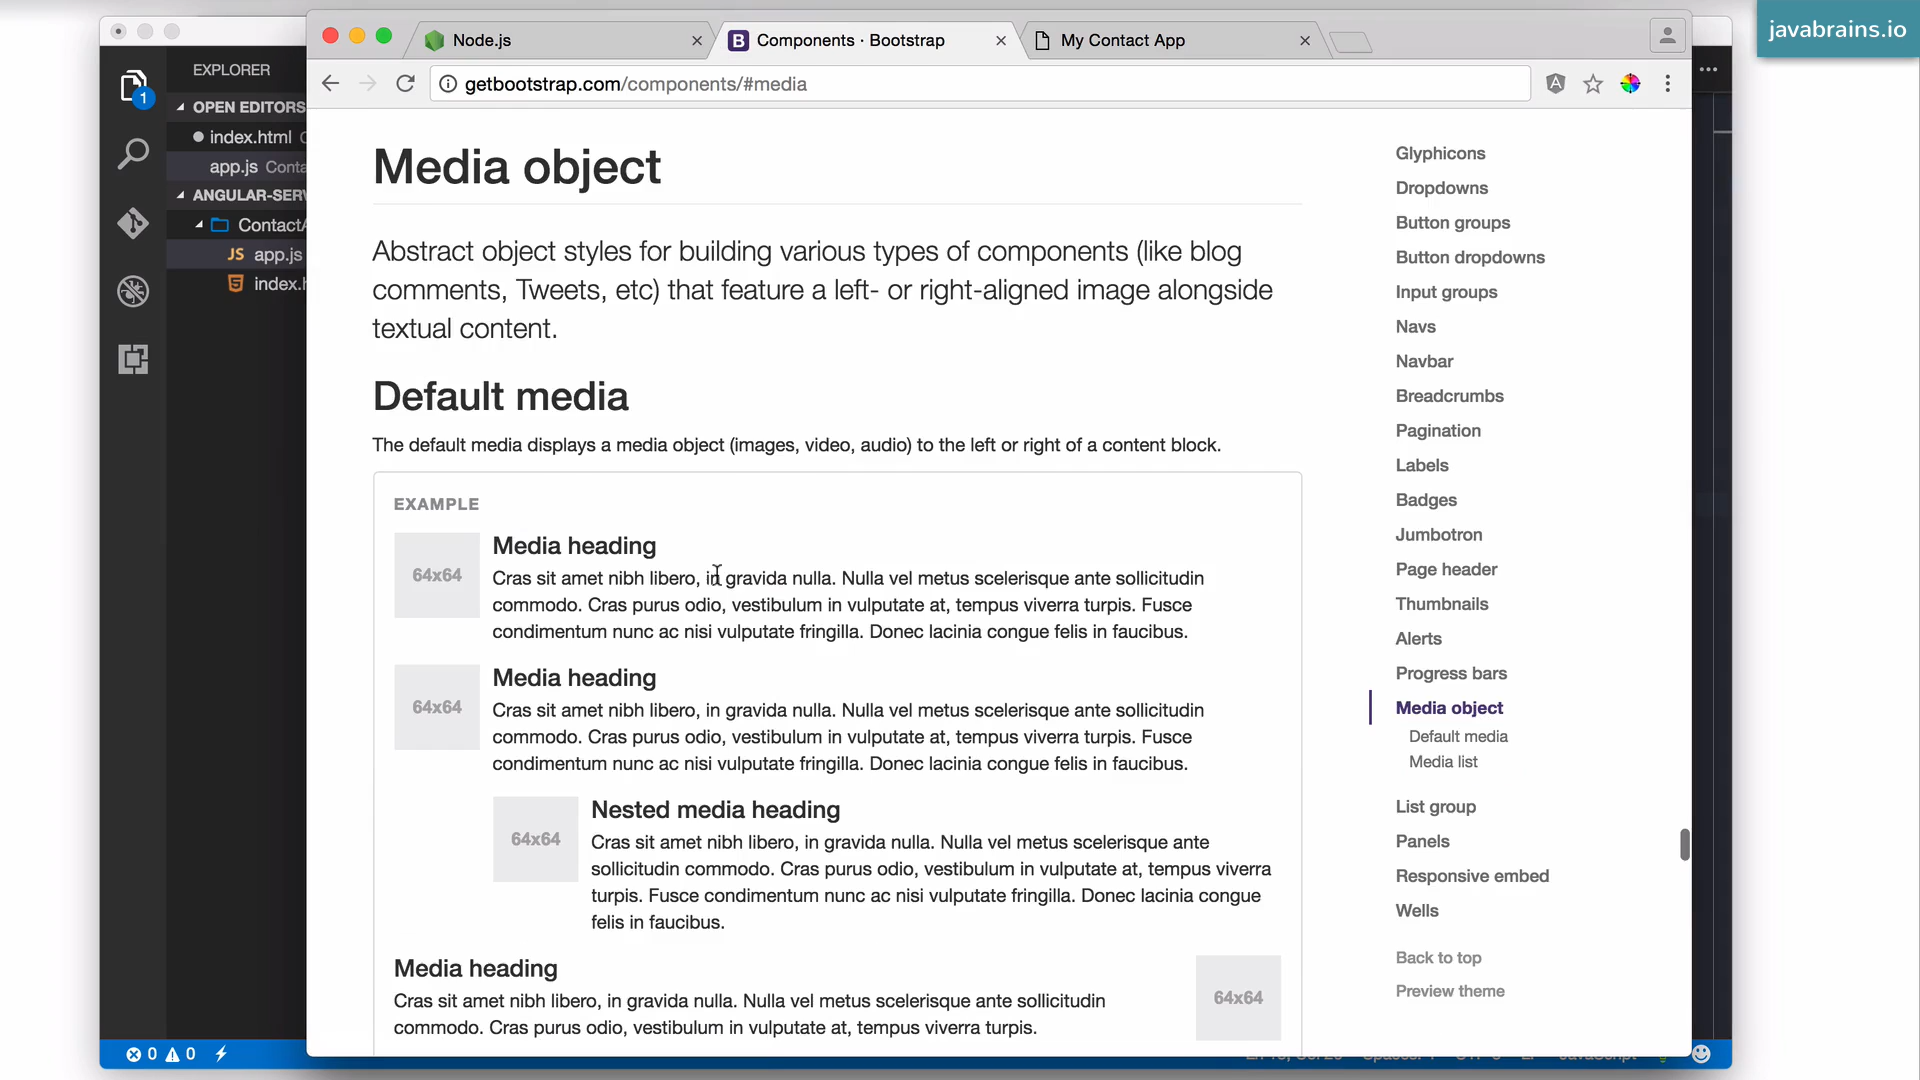 javabrains.io
Node.js
Components · Bootstrap
My Contact App
getbootstrap.com/components/#media
EXPLORER
1
OPEN EDITORS
index.html
app.js Conta
ANGULAR-SERV
ContactA
JS app.js
index.h
Media object
Abstract object styles for building various types of components (like blog
comments, Tweets, etc) that feature a left- or right-aligned image alongside
textual content.
Default media
The default media displays a media object (images, video, audio) to the left or right of a content block.
EXAMPLE
64x64
Media heading
Cras sit amet nibh libero, in gravida nulla. Nulla vel metus scelerisque ante sollicitudin
commodo. Cras purus odio, vestibulum in vulputate at, tempus viverra turpis. Fusce
condimentum nunc ac nisi vulputate fringilla. Donec lacinia congue felis in faucibus.
64x64
Media heading
Cras sit amet nibh libero, in gravida nulla. Nulla vel metus scelerisque ante sollicitudin
commodo. Cras purus odio, vestibulum in vulputate at, tempus viverra turpis. Fusce
condimentum nunc ac nisi vulputate fringilla. Donec lacinia congue felis in faucibus.
64x64
Nested media heading
Cras sit amet nibh libero, in gravida nulla. Nulla vel metus scelerisque ante
sollicitudin commodo. Cras purus odio, vestibulum in vulputate at, tempus viverra
turpis. Fusce condimentum nunc ac nisi vulputate fringilla. Donec lacinia congue
felis in faucibus.
Media heading
Cras sit amet nibh libero, in gravida nulla. Nulla vel metus scelerisque ante sollicitudin
commodo. Cras purus odio, vestibulum in vulputate at, tempus viverra turpis.
64x64
Glyphicons
Dropdowns
Button groups
Button dropdowns
Input groups
Navs
Navbar
Breadcrumbs
Pagination
Labels
Badges
Jumbotron
Page header
Thumbnails
Alerts
Progress bars
Media object
Default media
Media list
List group
Panels
Responsive embed
Wells
Back to top
Preview theme
0 0